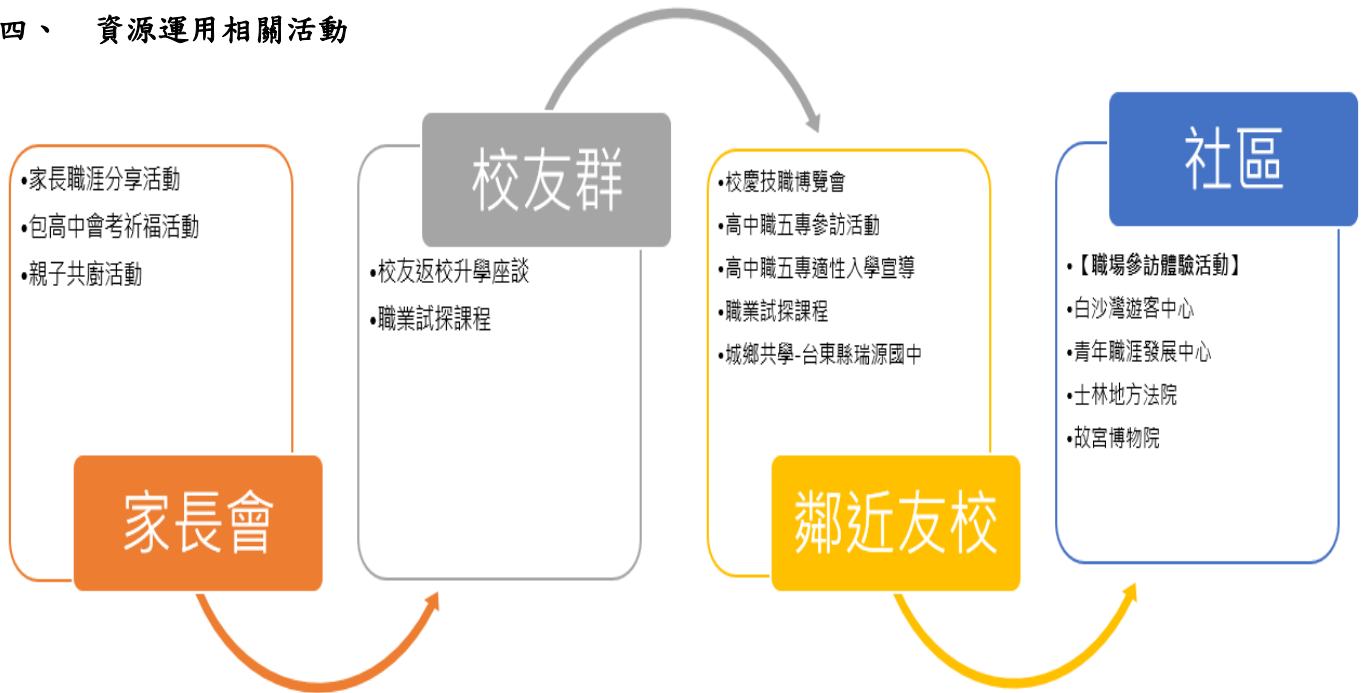 四、 資源運用相關活動
•家長職涯分享活動
•包高中會考祈福活動
•親子共廚活動
家長會
校友群
•校友返校升學座談
•職業試探課程
•校慶技職博覽會
•高中職五專參訪活動
•高中職五專適性入學宣導
•職業試探課程
•城鄉共學-台東縣瑞源國中
鄰近友校
社區
•【職場參訪體驗活動】
•白沙灣遊客中心
•青年職涯發展中心
•士林地方法院
•故宮博物院